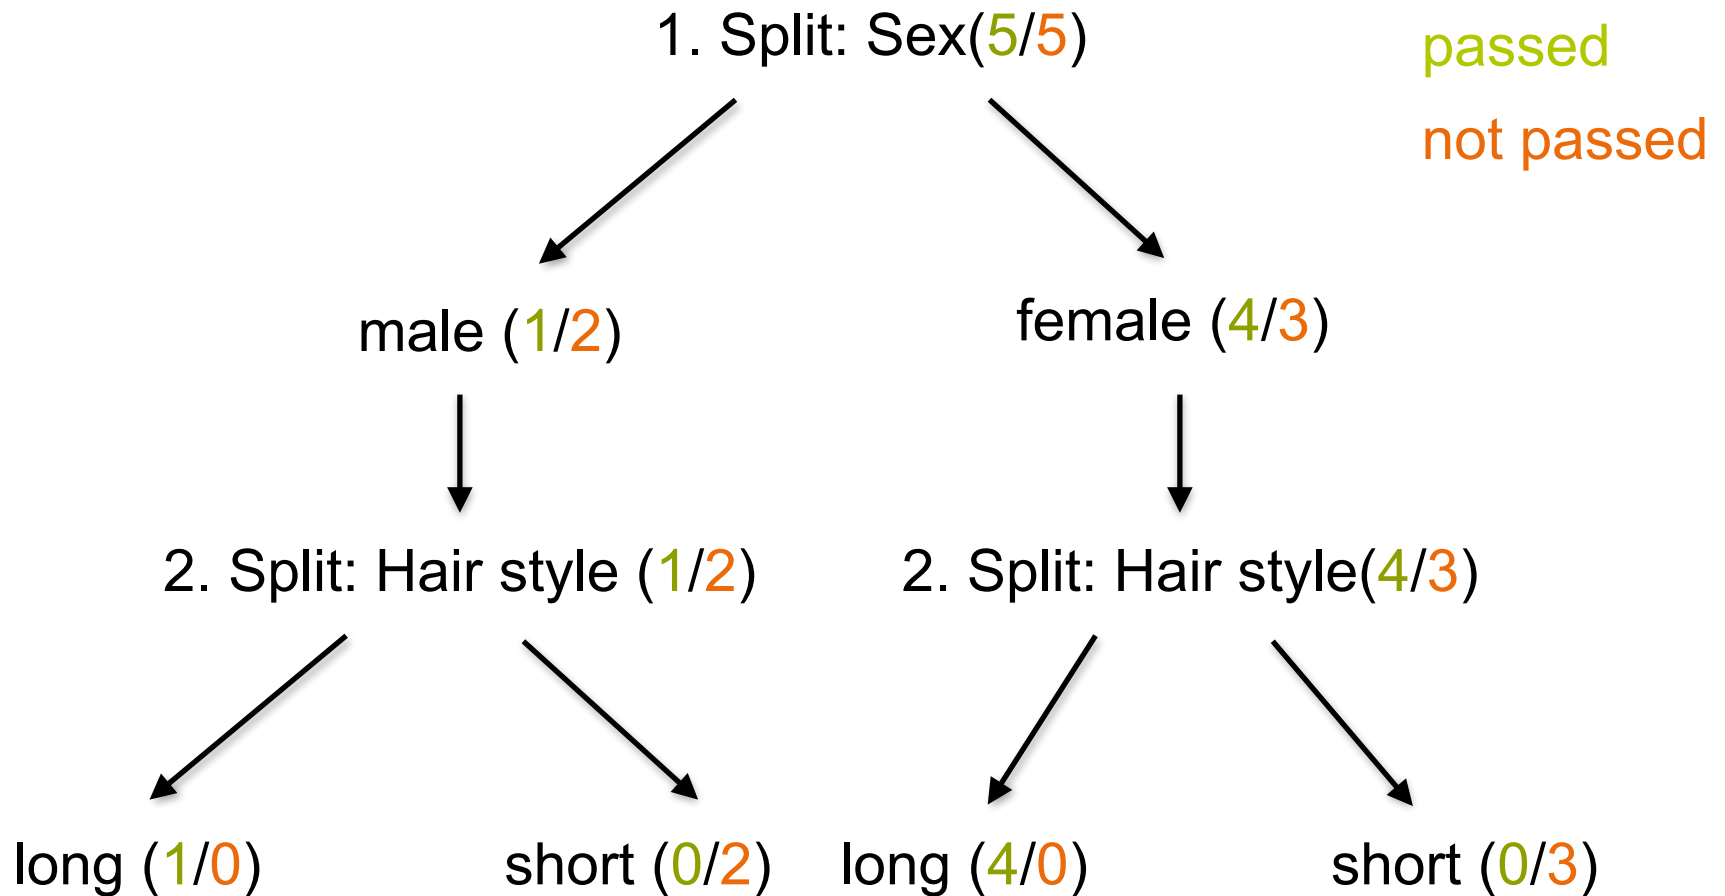 1. Split: Sex(5/5)
passed
not passed
male (1/2)
female (4/3)
2. Split: Hair style (1/2)
2. Split: Hair style(4/3)
long (1/0)
short (0/2)
long (4/0)
short (0/3)